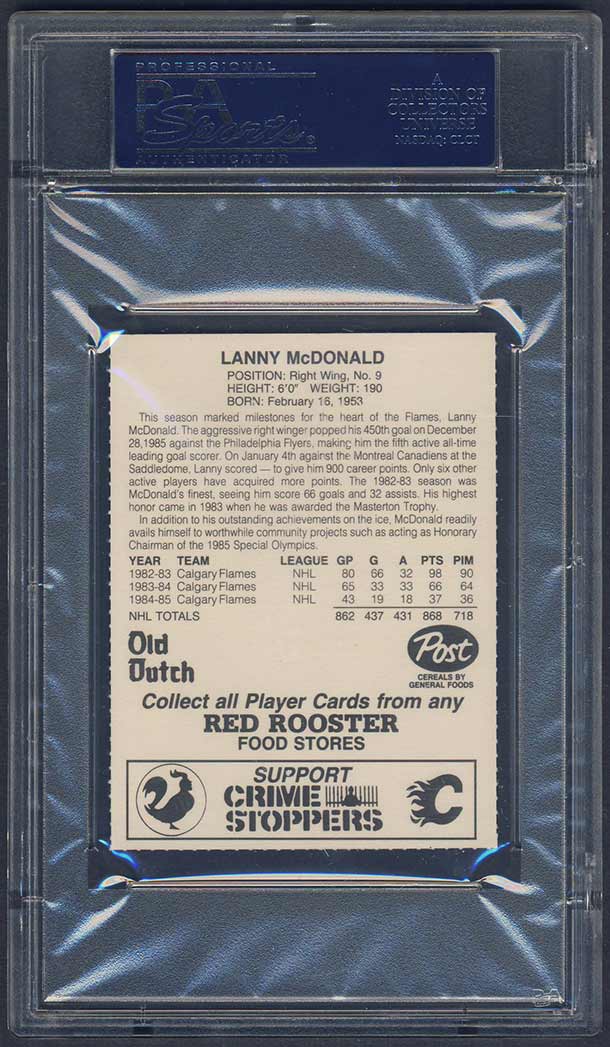 PROFESSIONAL
PSA
Sports
AUTHENTICATOR
A
DIVISION OF
COLLECTORS
UNIVERSE
NASDAQ: CLCT
LANNY McDONALD
POSITION: Right Wing, No. 9
HEIGHT: 6'0" WEIGHT: 190
BORN: February 16, 1953
This season marked milestones for the heart of the Flames, Lanny
McDonald. The aggressive right winger popped his 450th goal on December
28,1985 against the Philadelphia Flyers, making him the fifth active all-time
leading goal scorer. On January 4th against the Montreal Canadiens at the
Saddledome, Lanny scored — to give him 900 career points. Only six other
active players have acquired more points. The 1982-83 season was
McDonald's finest, seeing him score 66 goals and 32 assists. His highest
honor came in 1983 when he was awarded the Masterton Trophy.
In addition to his outstanding achievements on the ice, McDonald readily
avails himself to worthwhile community projects such as acting as Honorary
Chairman of the 1985 Special Olympics.
YEAR TEAM LEAGUE GP G A PTS PIM
1982-83 Calgary Flames NHL 80 66 32 98 90
1983-84 Calgary Flames NHL 65 33 33 66 64
1984-85 Calgary Flames NHL 43 19 18 37 36
NHL TOTALS 862 437 431 868 718
Old
Dutch
Post
CEREALS BY
GENERAL FOODS
Collect all Player Cards from any
RED ROOSTER
FOOD STORES
SUPPORT
CRIME
STOPPERS
C
PSA